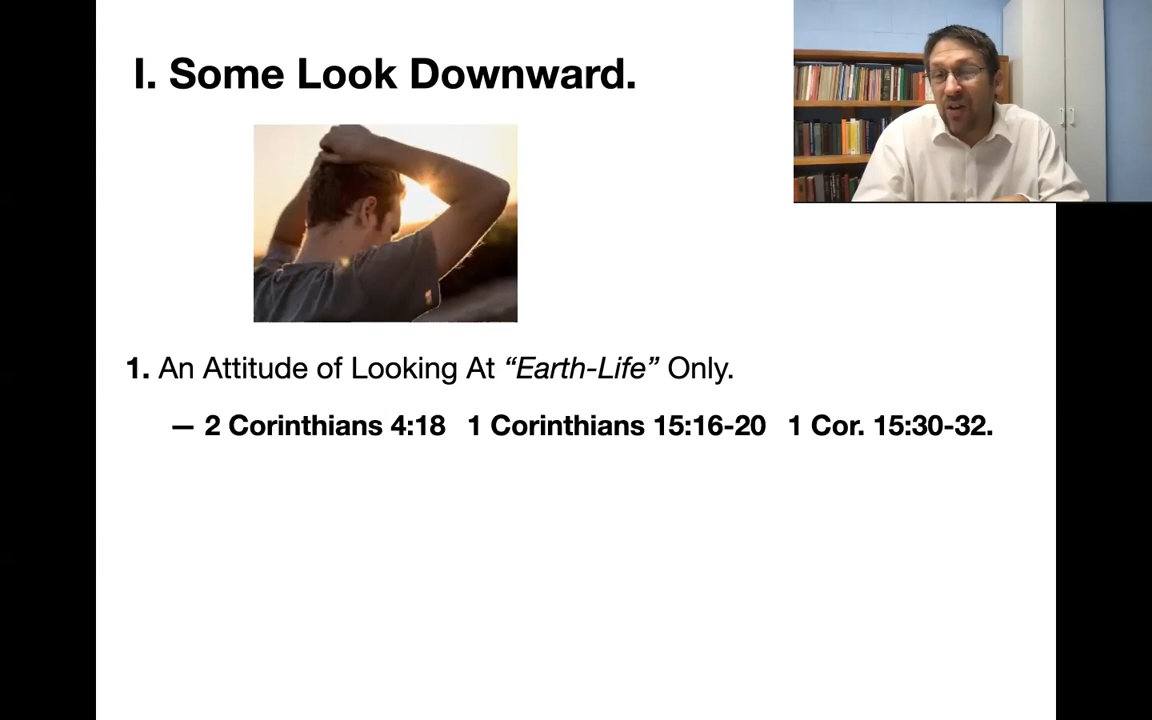 I. Some Look Downward.
1. An Attitude of Looking At “Earth-Life” Only.
— 2 Corinthians 4:18 1 Corinthians 15:16-20 1 Cor. 15:30-32.